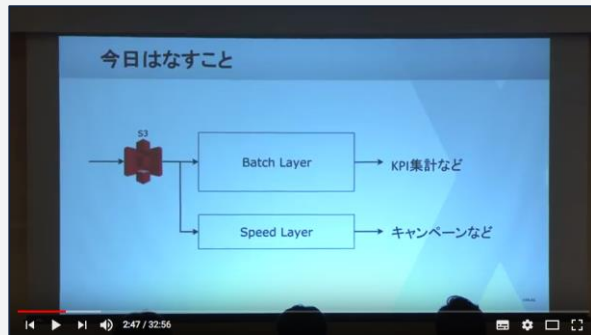 今日はなすこと
S3
Batch Layer
KPI集計など
Speed Layer
キャンペーンなど
2:47 / 32:56